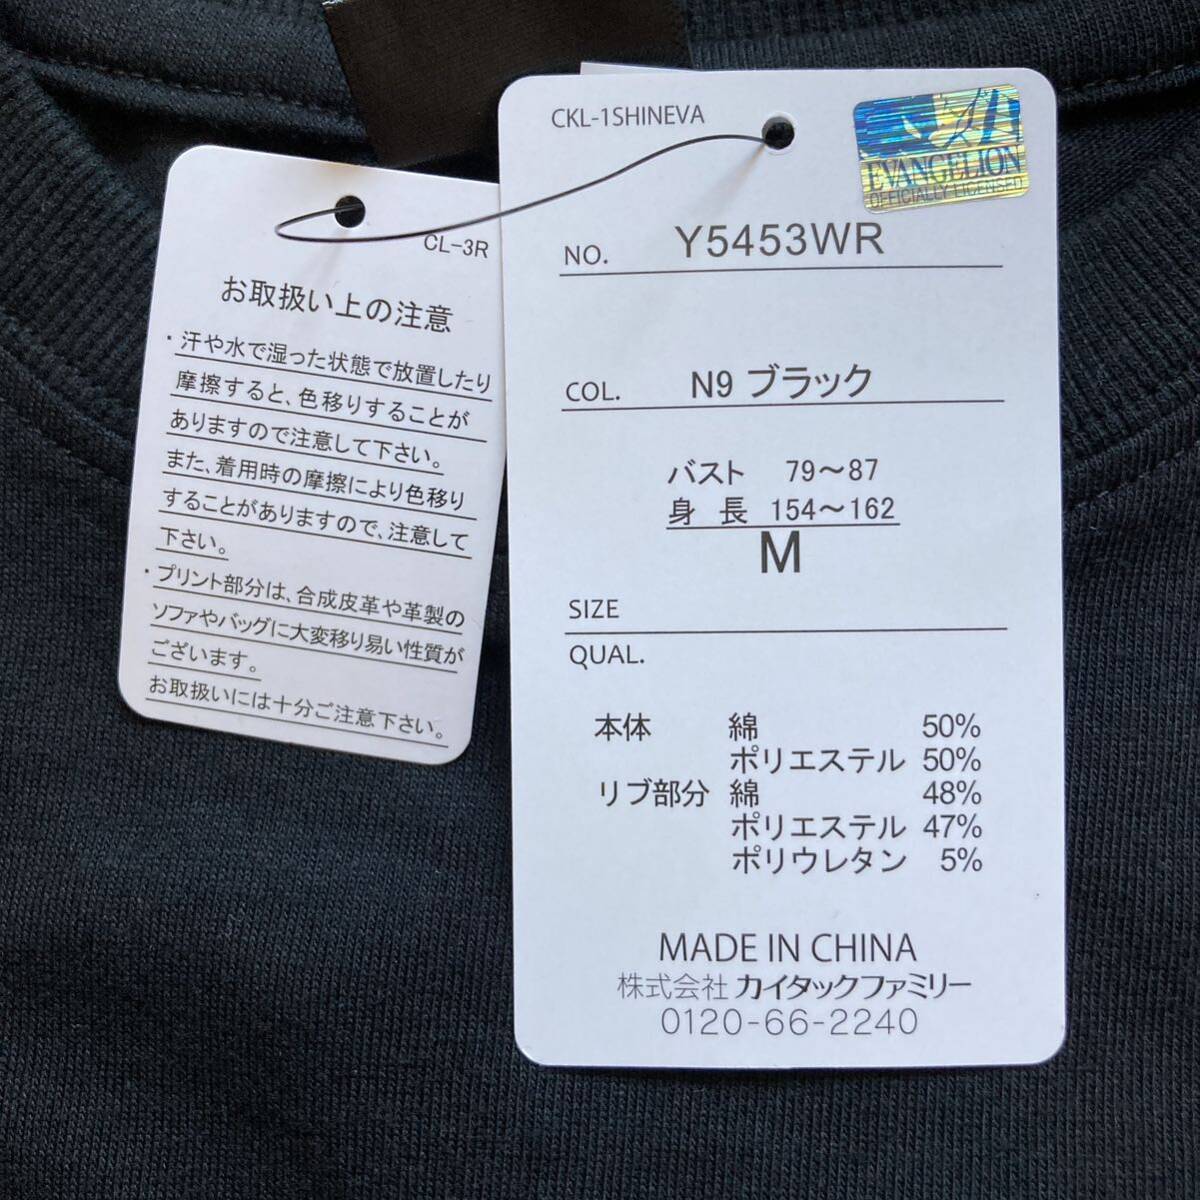 CL-3R
お取扱い上の注意
・汗や水で湿った状態で放置したり
摩擦すると、色移りすることが
ありますので注意して下さい。
また、着用時の摩擦により色移り
することがありますので、注意して
下さい。
・プリント部分は、合成皮革や革製の
ソファやバッグに大変移り易い性質が
ございます。
お取扱いには十分ご注意下さい。
CKL-1SHINEVA
EVANGELION
OFFICIALLY LICENSED
NO. Y5453WR
COL. N9 ブラック
バスト 79〜87
身 長 154〜162
M
SIZE
QUAL.
本体 綿 50%
ポリエステル 50%
リブ部分 綿 48%
ポリエステル 47%
ポリウレタン 5%
MADE IN CHINA
株式会社 カイタックファミリー
0120-66-2240